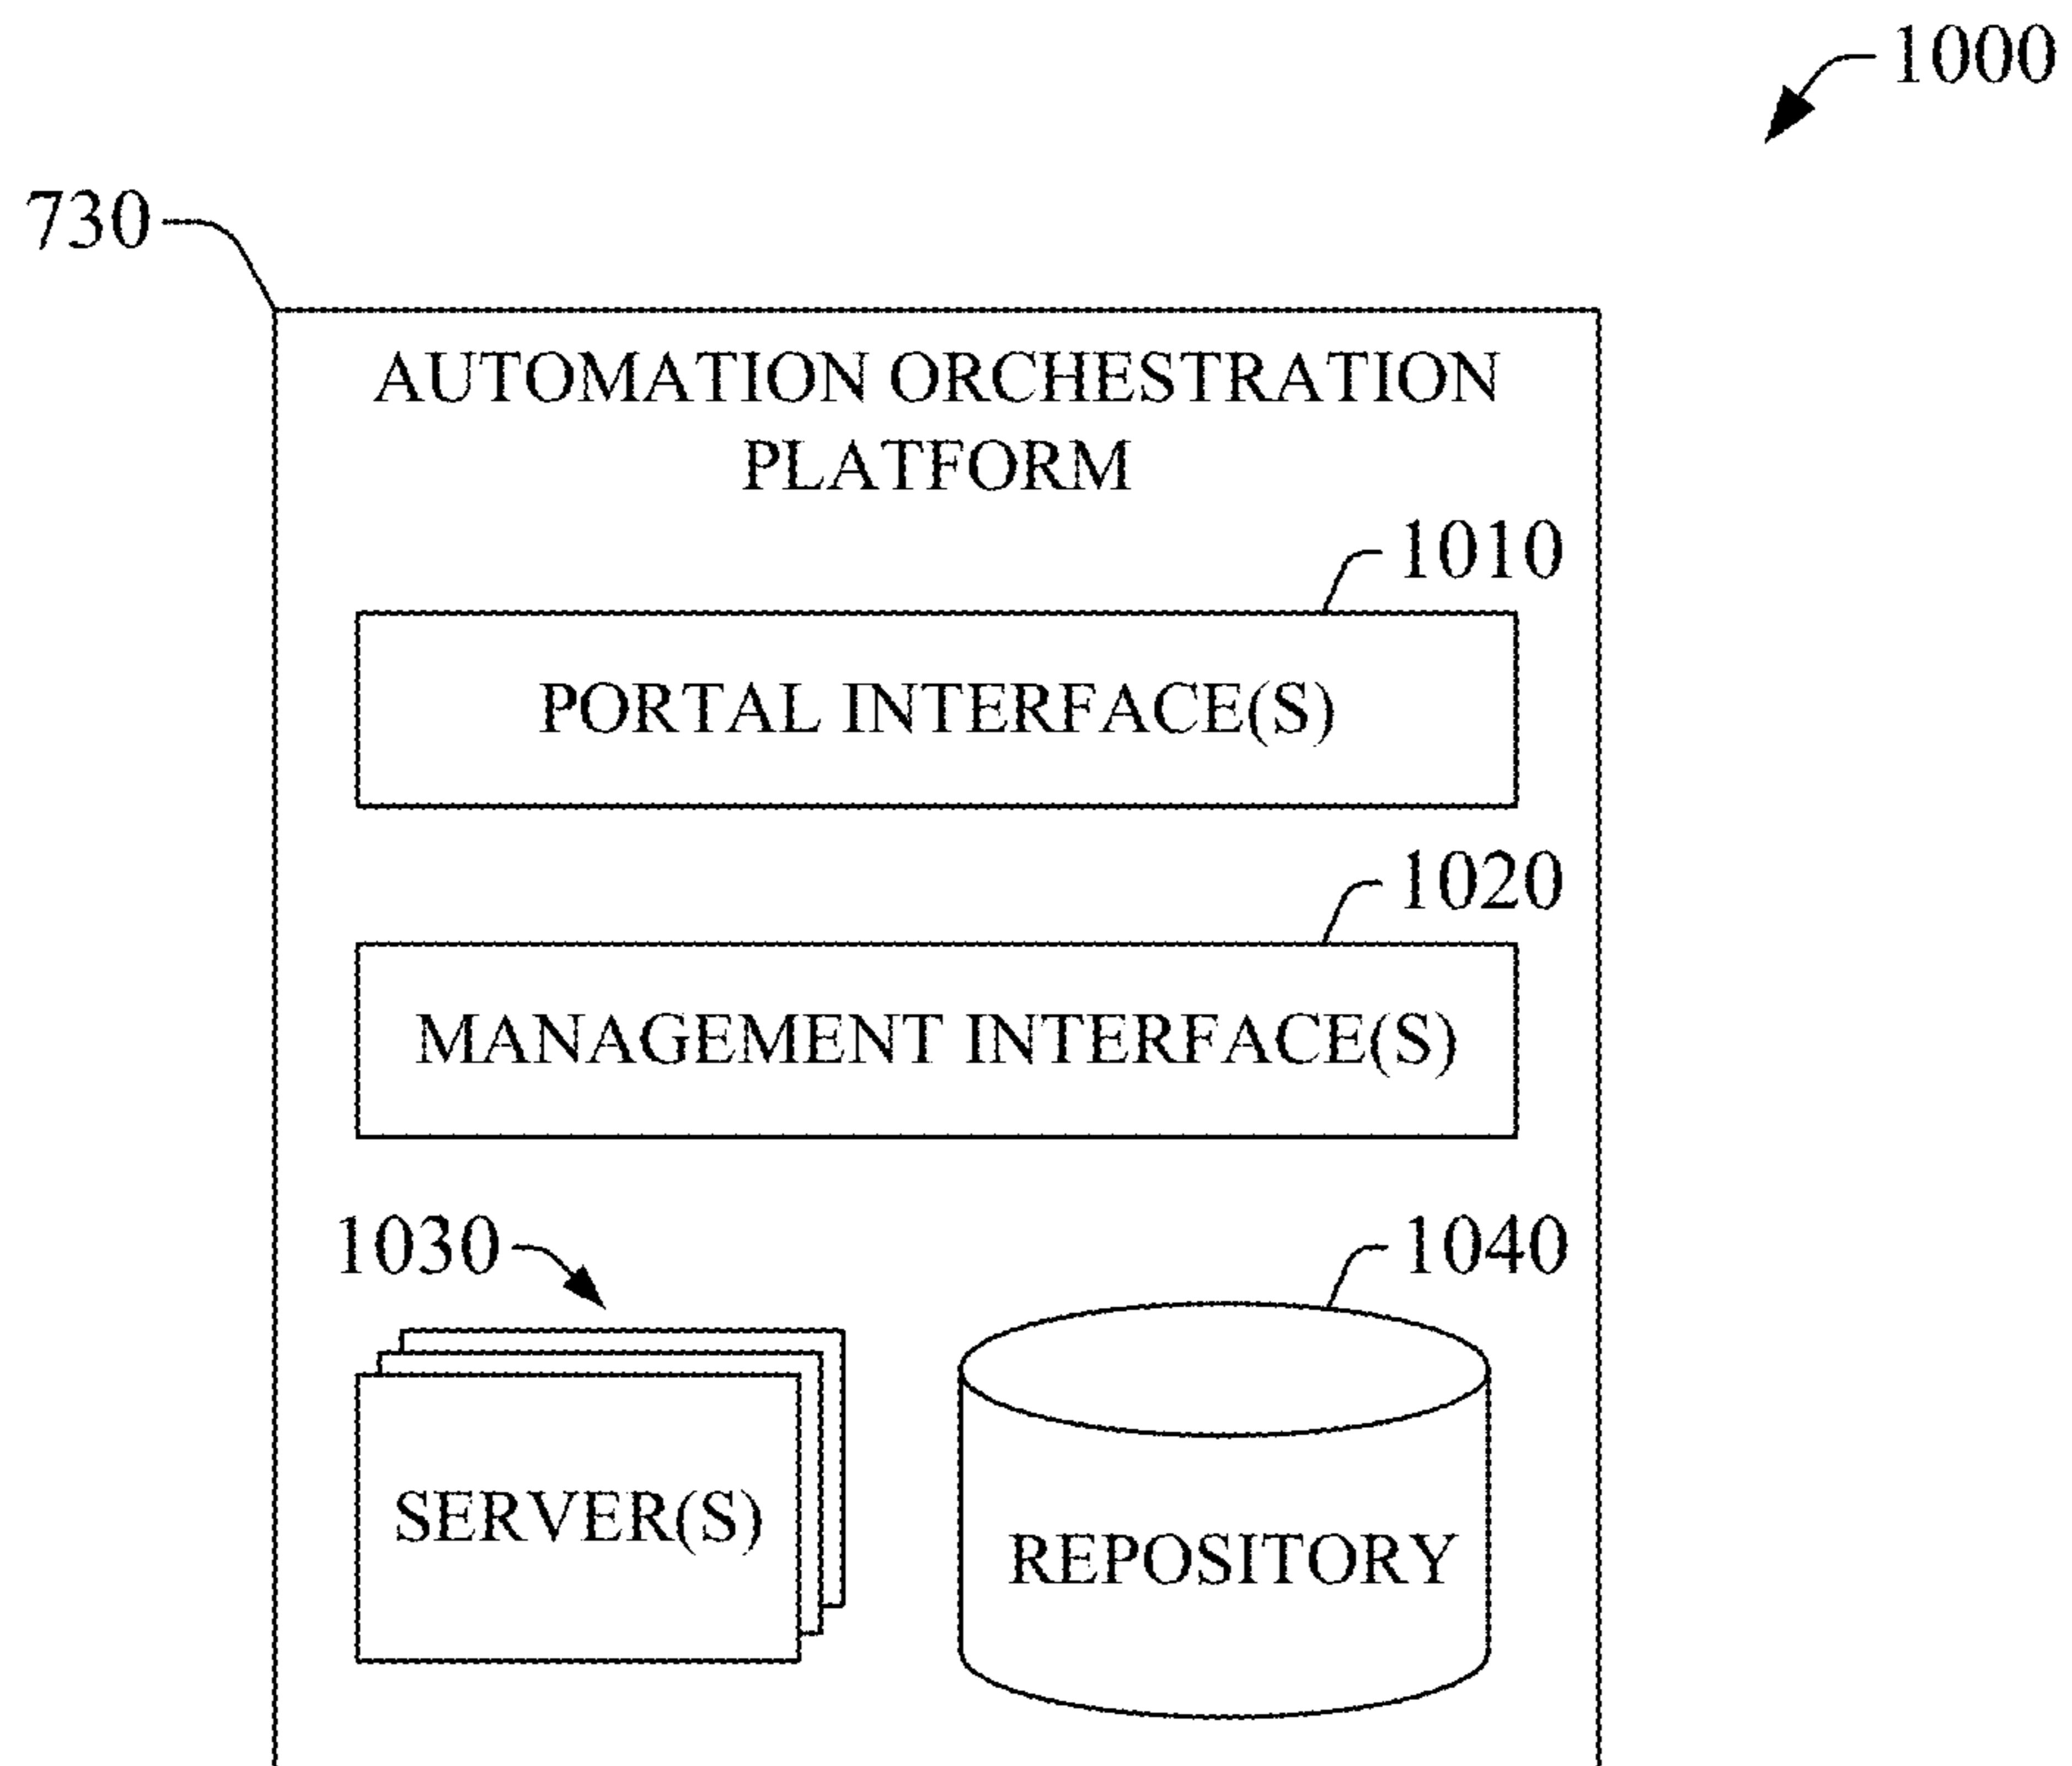 1000
730
AUTOMATION ORCHESTRATION
PLATFORM
1010
PORTAL INTERFACE(S)
1020
MANAGEMENT INTERFACE(S)
1030
1040
SERVER(S)
REPOSITORY